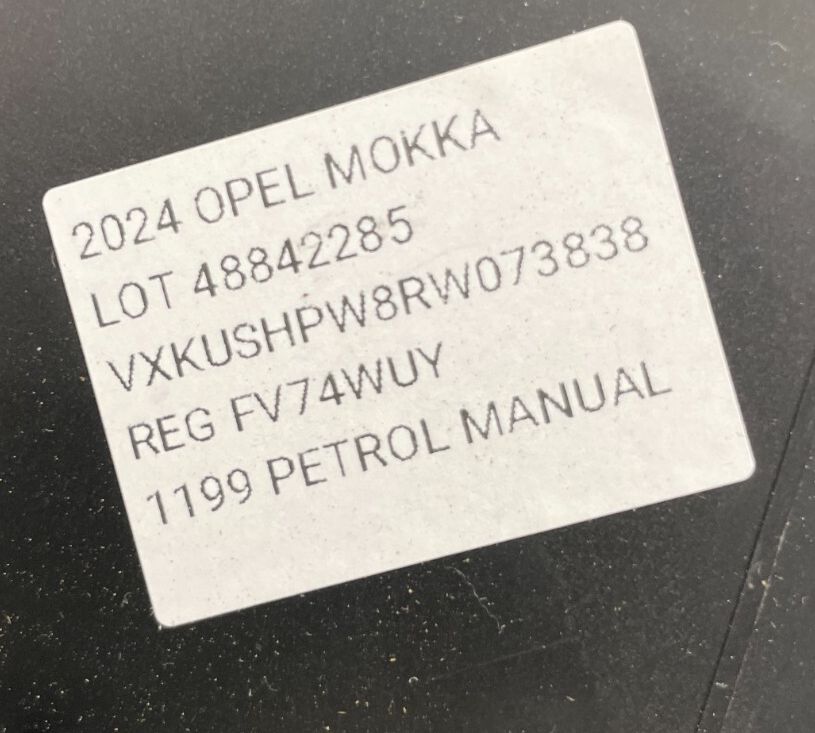 2024 OPEL MOKKA
LOT 48842285
VXKUSHPW8RW073838
REG FV74WUY
1199 PETROL MANUAL